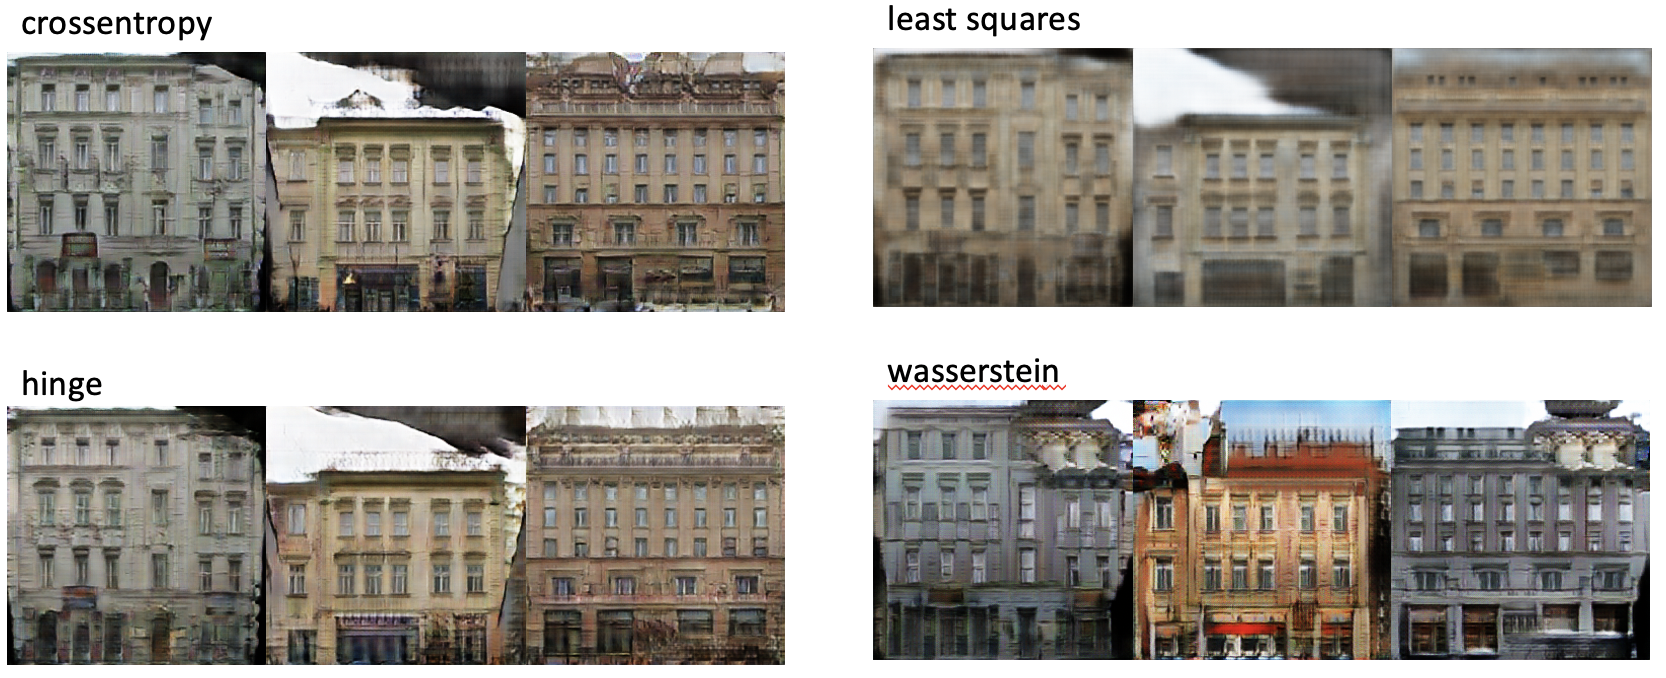 crossentropy
least squares
hinge
wasserstein